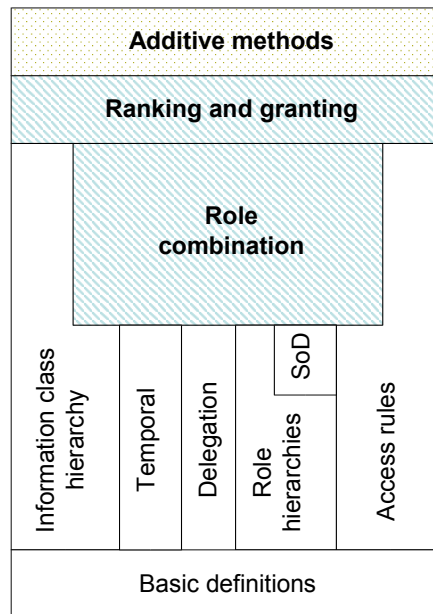 Additive methods
Ranking and granting
Role
combination
Information class
hierarchy
Temporal
Delegation
Role
hierarchies
SoD
Access rules
Basic definitions